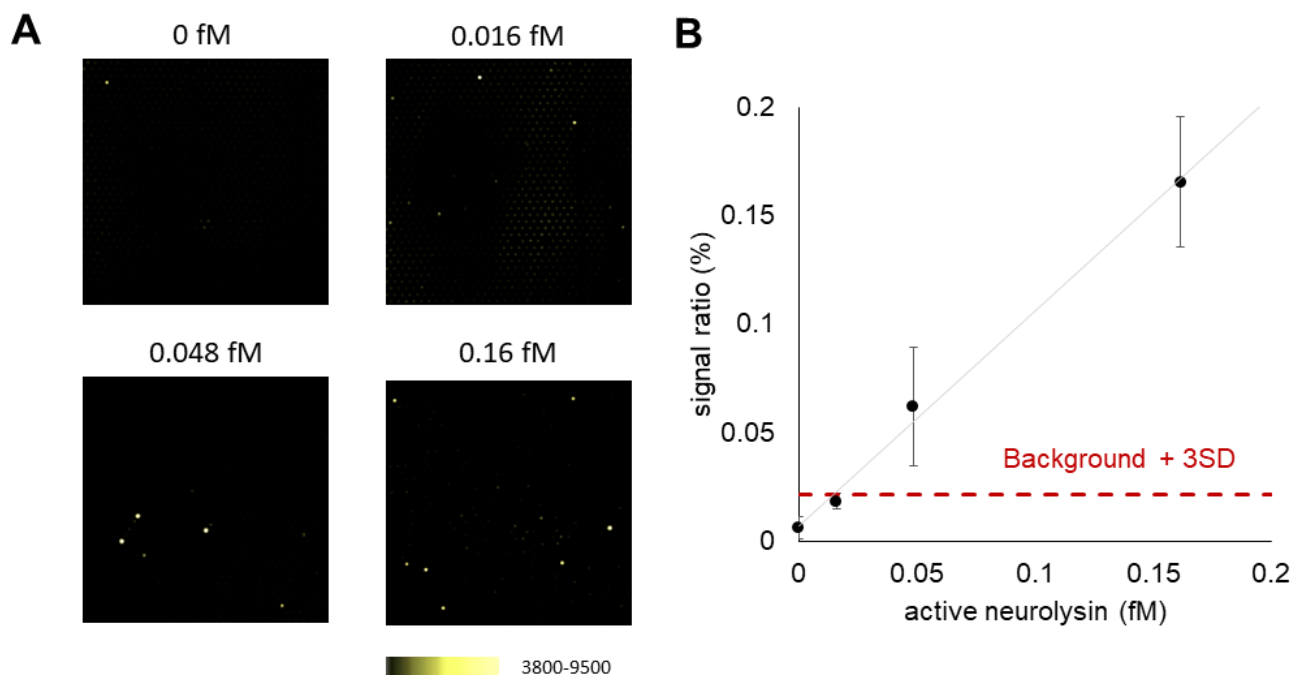 A
0 fM
0.016 fM
0.048 fM
0.16 fM
3800-9500
B
signal ratio (%)
0.2
0.15
0.1
0.05
0
Background + 3SD
0 0.05 0.1 0.15 0.2
active neurolysin (fM)